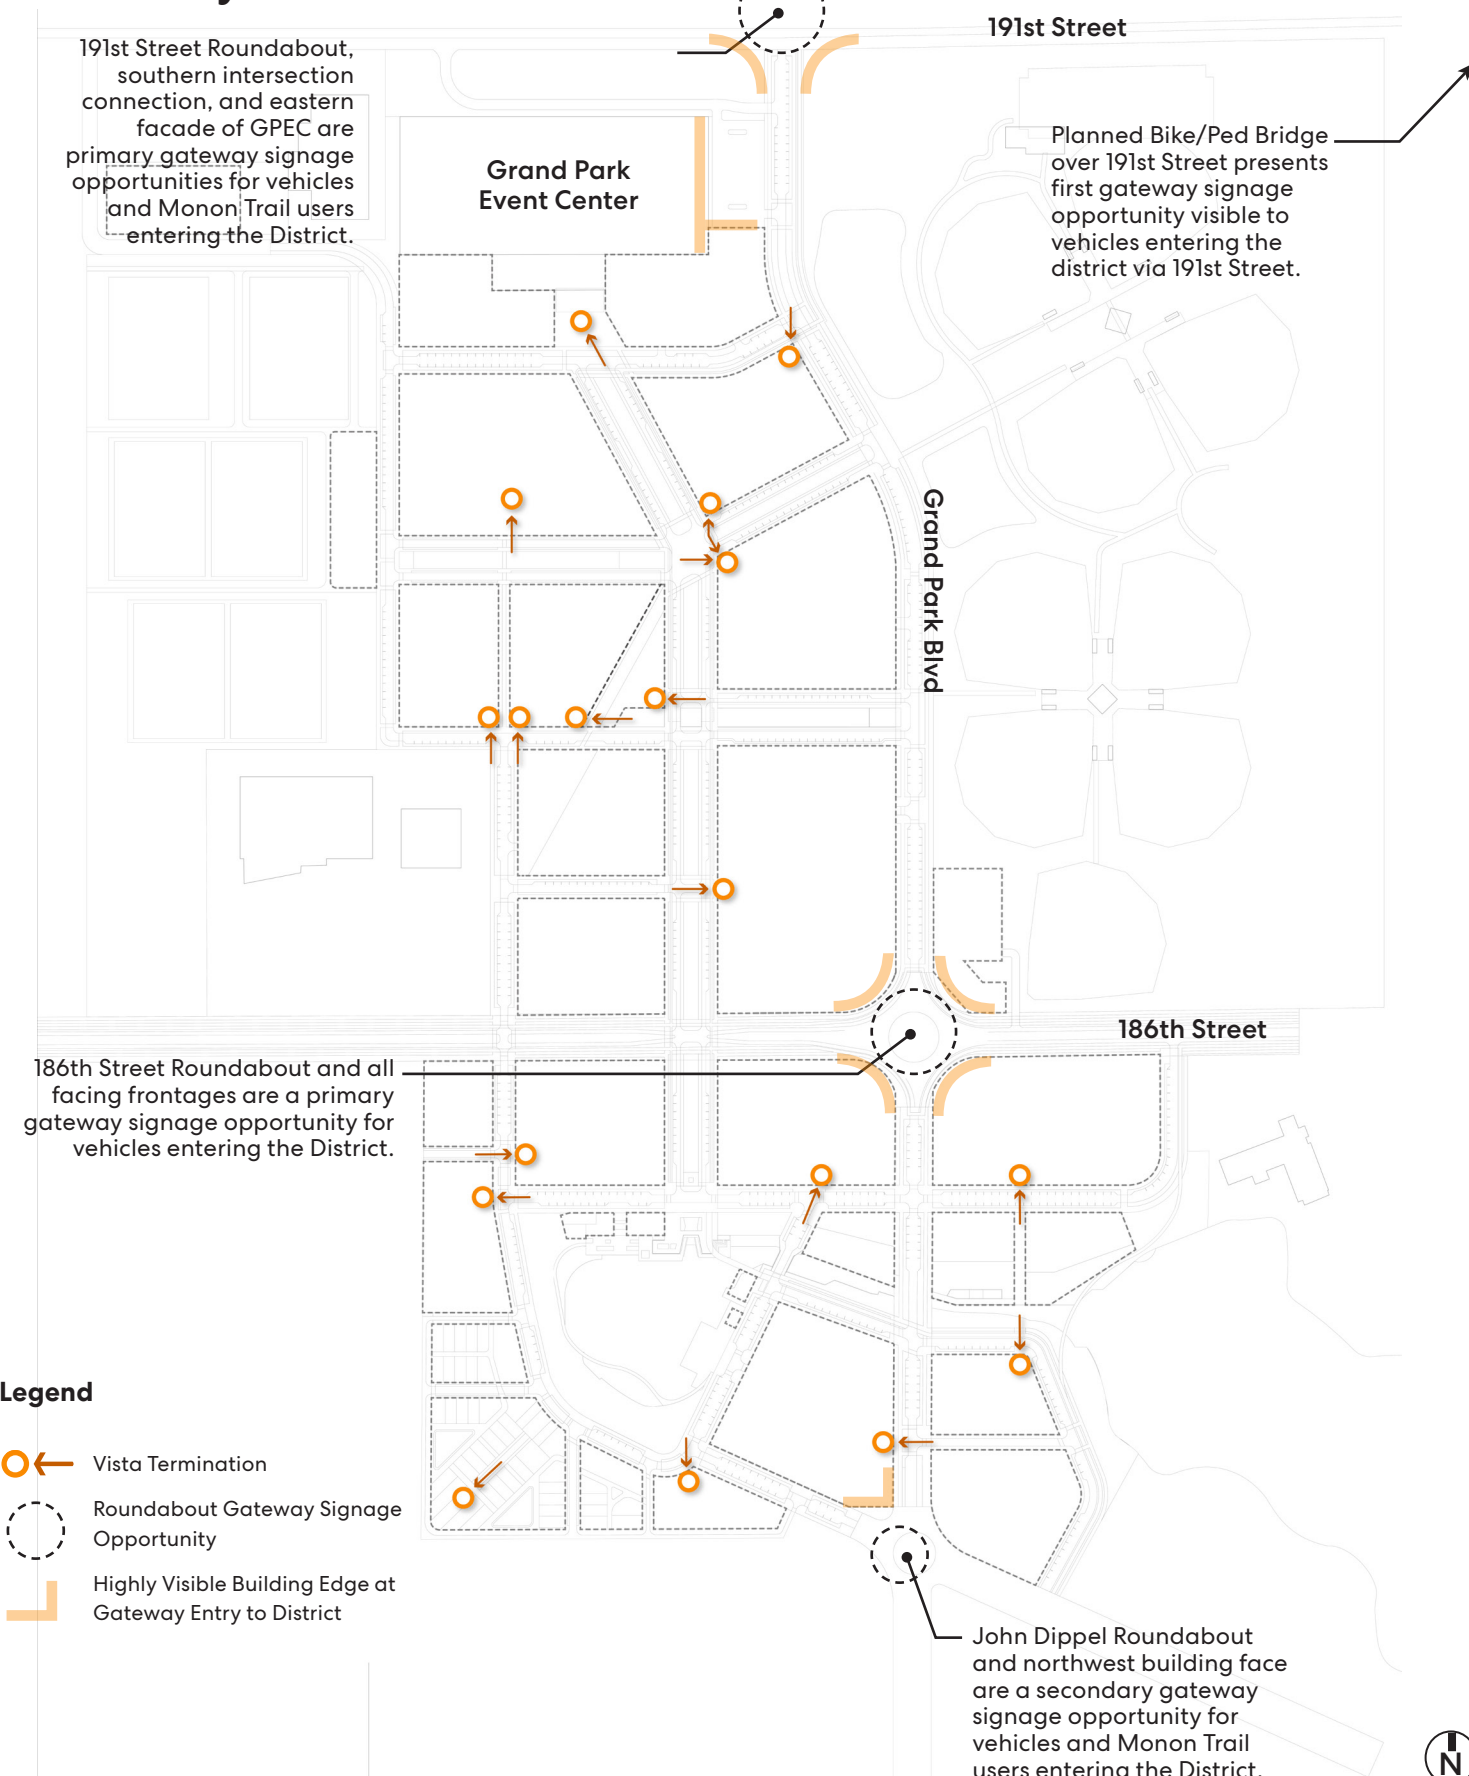 191st Street
191st Street Roundabout,
southern intersection
connection, and eastern
facade of GPEC are
primary gateway signage
opportunities for vehicles
and Monon Trail users
entering the District.
Grand Park
Event Center
Planned Bike/Ped Bridge
over 191st Street presents
first gateway signage
opportunity visible to
vehicles entering the
district via 191st Street.
Grand Park Blvd
186th Street
186th Street Roundabout and all
facing frontages are a primary
gateway signage opportunity for
vehicles entering the District.
Legend
Vista Termination
Roundabout Gateway Signage
Opportunity
Highly Visible Building Edge at
Gateway Entry to District
John Dippel Roundabout
and northwest building face
are a secondary gateway
signage opportunity for
vehicles and Monon Trail
users entering the District.
N